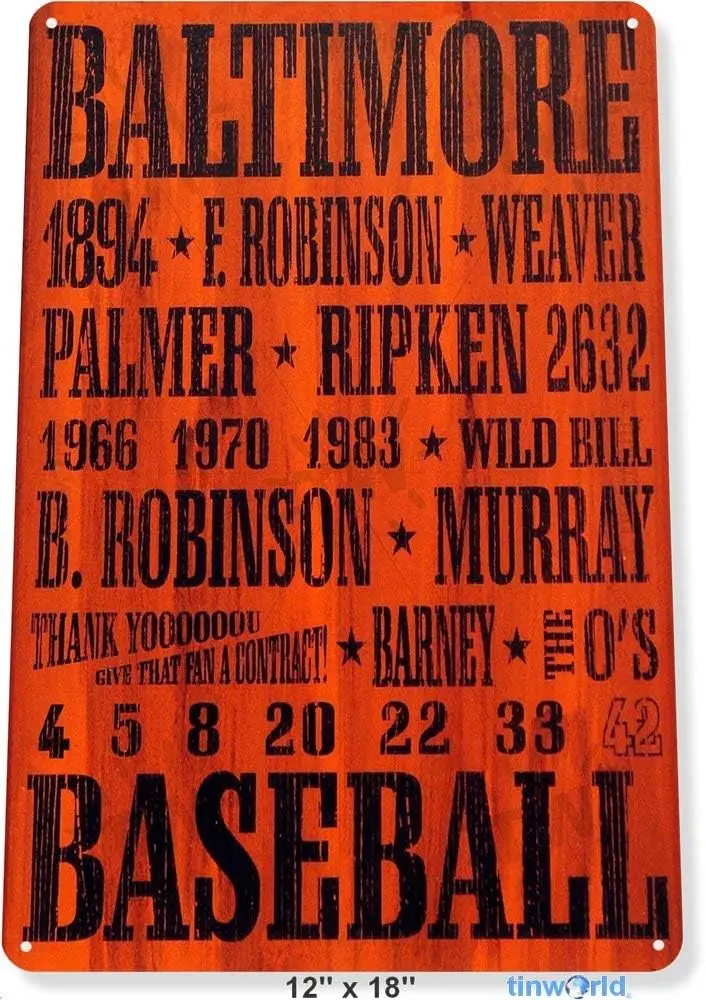 BALTIMORE
1894 ★ F. ROBINSON ★ WEAVER
PALMER ★ RIPKEN 2632
1966 1970 1983 ★ WILD BILL
B. ROBINSON ★ MURRAY
THANK YOOOOOOU
GIVE THAT FAN A CONTRACT! ★ BARNEY ★ THE O'S
4 5 8 20 22 33 42
BASEBALL
12" x 18" tinworld